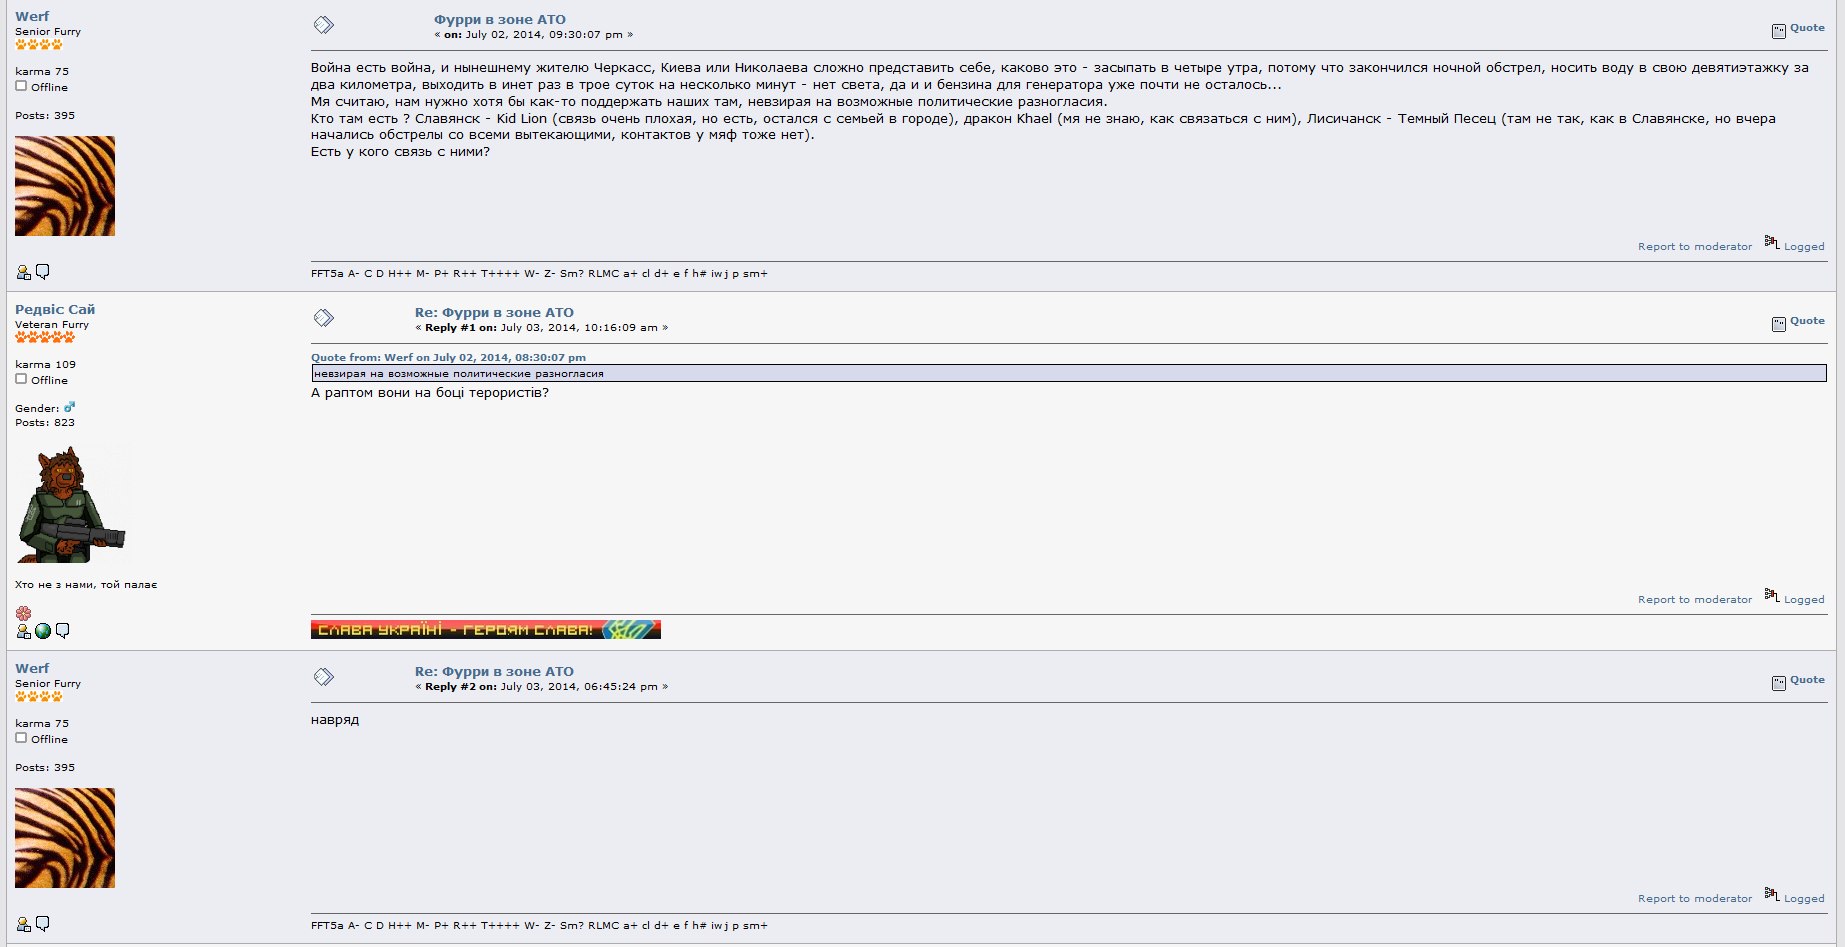 Werf
Senior Furry
karma 75
Offline
Posts: 395
Фурри в зоне АТО
« on: July 02, 2014, 09:30:07 pm »
Quote
Война есть война, и нынешнему жителю Черкасс, Киева или Николаева сложно представить себе, каково это - засыпать в четыре утра, потому что закончился ночной обстрел, носить воду в свою девятиэтажку за
два километра, выходить в инет раз в трое суток на несколько минут - нет света, да и и бензина для генератора уже почти не осталось...
Мя считаю, нам нужно хотя бы как-то поддержать наших там, невзирая на возможные политические разногласия.
Кто там есть ? Славянск - Kid Lion (связь очень плохая, но есть, остался с семьей в городе), дракон Khael (мя не знаю, как связаться с ним), Лисичанск - Темный Песец (там не так, как в Славянске, но вчера
начались обстрелы со всеми вытекающими, контактов у мяф тоже нет).
Есть у кого связь с ними?
Report to moderator Logged
FFT5a A- C D H++ M- P+ R++ T++++ W- Z- Sm? RLMC a+ cl d+ e f h# iw j p sm+
Редвіс Сай
Veteran Furry
karma 109
Offline
Gender:
Posts: 823
Хто не з нами, той палає
Re: Фурри в зоне АТО
« Reply #1 on: July 03, 2014, 10:16:09 am »
Quote
Quote from: Werf on July 02, 2014, 08:30:07 pm
невзирая на возможные политические разногласия
А раптом вони на боці терористів?
Report to moderator Logged
СЛАВА УКРАЇНІ - ГЕРОЯМ СЛАВА!
Werf
Senior Furry
karma 75
Offline
Posts: 395
Re: Фурри в зоне АТО
« Reply #2 on: July 03, 2014, 06:45:24 pm »
Quote
навряд
Report to moderator Logged
FFT5a A- C D H++ M- P+ R++ T++++ W- Z- Sm? RLMC a+ cl d+ e f h# iw j p sm+